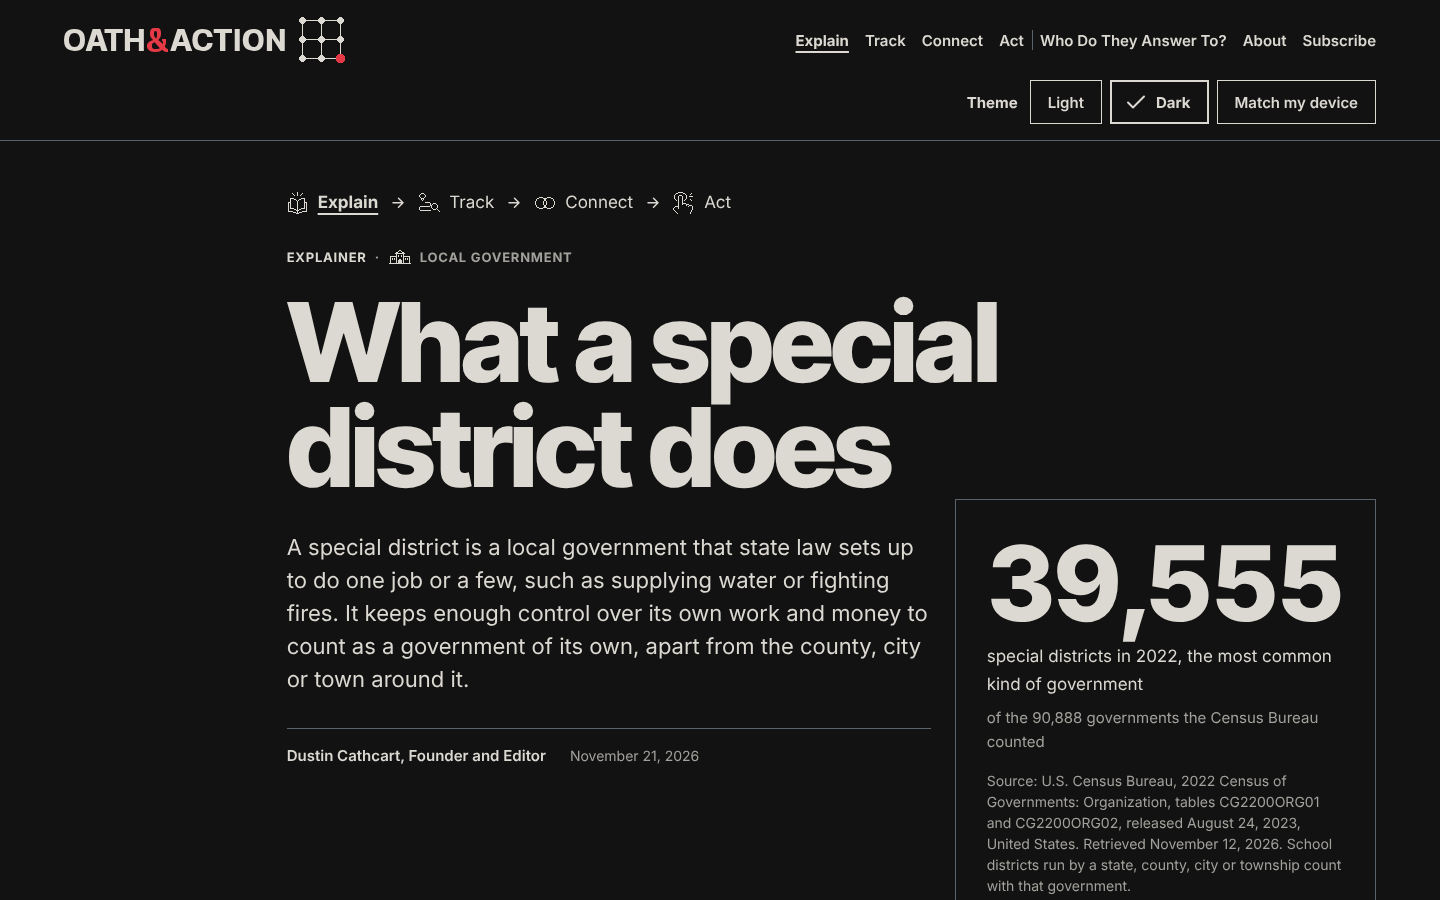 OATH&ACTION
Explain Track Connect Act Who Do They Answer To? About Subscribe
Theme Light Dark Match my device
Explain → Track → Connect → Act
EXPLAINER · LOCAL GOVERNMENT
What a special
district does
A special district is a local government that state law sets up
to do one job or a few, such as supplying water or fighting
fires. It keeps enough control over its own work and money to
count as a government of its own, apart from the county, city
or town around it.
Dustin Cathcart, Founder and Editor November 21, 2026
39,555
special districts in 2022, the most common
kind of government
of the 90,888 governments the Census Bureau
counted
Source: U.S. Census Bureau, 2022 Census of
Governments: Organization, tables CG2200ORG01
and CG2200ORG02, released August 24, 2023,
United States. Retrieved November 12, 2026. School
districts run by a state, county, city or township count
with that government.